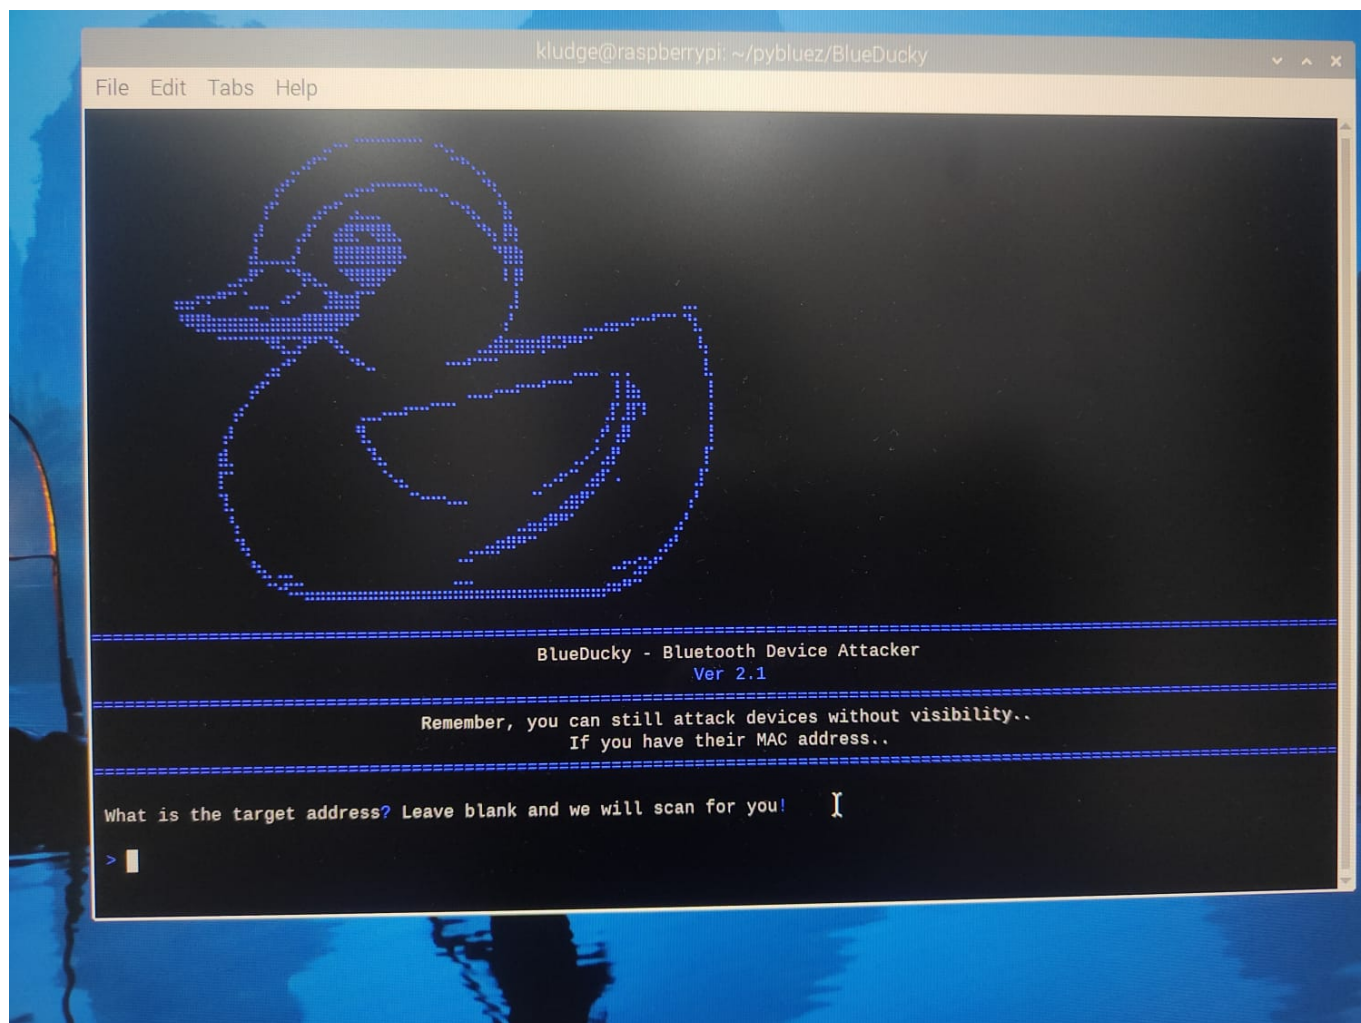 kludge@raspberrypi: ~/pybluez/BlueDucky
File Edit Tabs Help
BlueDucky - Bluetooth Device Attacker
Ver 2.1
Remember, you can still attack devices without visibility..
If you have their MAC address..
What is the target address? Leave blank and we will scan for you!
>